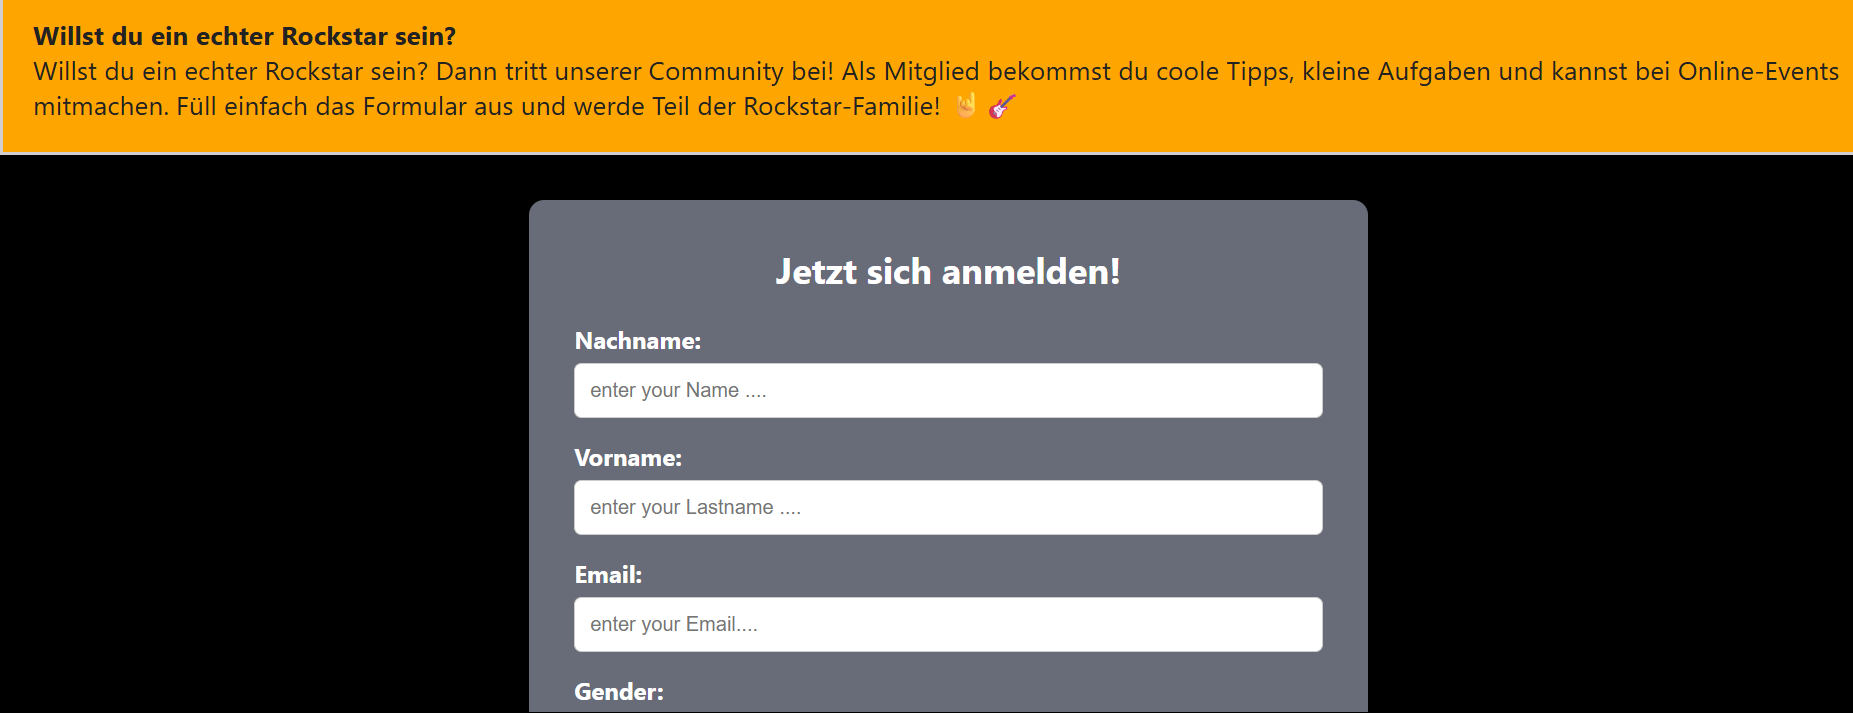 Willst du ein echter Rockstar sein?
Willst du ein echter Rockstar sein? Dann tritt unserer Community bei! Als Mitglied bekommst du coole Tipps, kleine Aufgaben und kannst bei Online-Events
mitmachen. Füll einfach das Formular aus und werde Teil der Rockstar-Familie! 🤘🎸
Jetzt sich anmelden!
Nachname:
enter your Name ....
Vorname:
enter your Lastname ....
Email:
enter your Email....
Gender: